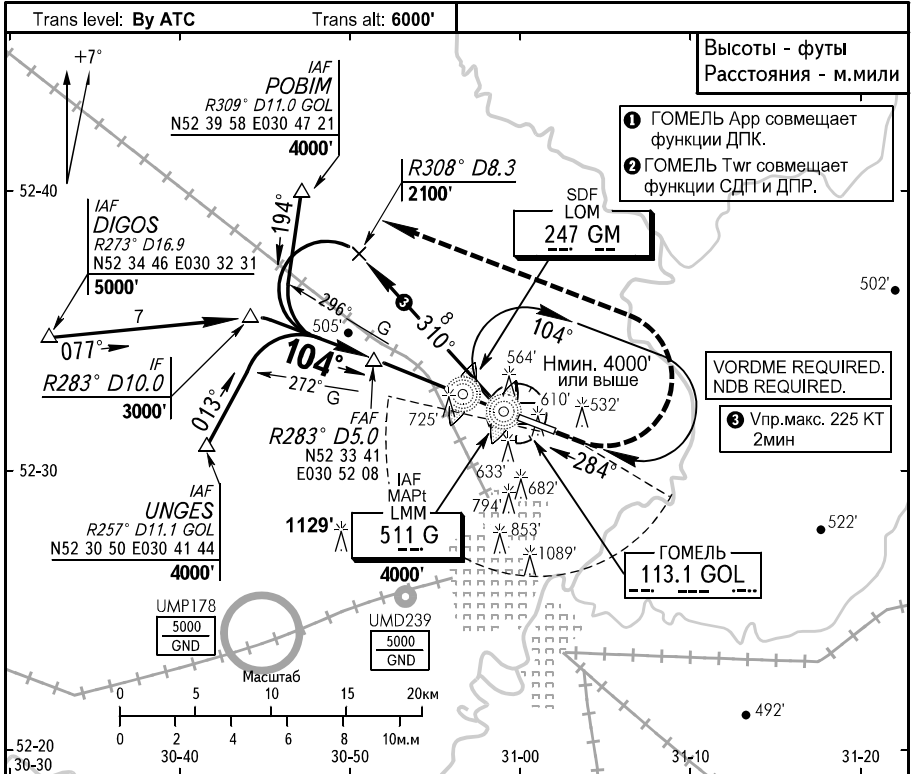 Trans level: By ATC
Trans alt: 6000'
Высоты - футы
Расстояния - м.мили
+7°
IAF
POBIM
R309° D11.0 GOL
N52 39 58 E030 47 21
4000'
❶ ГОМЕЛЬ App совмещает
функции ДПК.
❷ ГОМЕЛЬ Twr совмещает
функции СДП и ДПР.
R308° D8.3
2100'
52-40
194°
SDF
LOM
247 GM
IAF
DIGOS
R273° D16.9
N52 34 46 E030 32 31
5000'
502'
7
077°
296°
G
505'
❸
8
310°
104°
104°
272°
G
564'
Hмин. 4000'
или выше
IF
R283° D10.0
3000'
013°
FAF
R283° D5.0
N52 33 41
E030 52 08
725'
610'
532'
VORDME REQUIRED.
NDB REQUIRED.
❸ Vпр.макс. 225 КТ
2мин
284°
52-30
633'
682'
794'
853'
1089'
IAF
UNGES
R257° D11.1 GOL
N52 30 50 E030 41 44
4000'
IAF
MAPt
LMM
511 G
4000'
1129'
522'
ГОМЕЛЬ
113.1 GOL
UMP178
5000
GND
UMD239
5000
GND
Масштаб
0 5 10 15 20км
0 2 4 6 8 10м.м
492'
52-20
30-30 30-40 30-50 31-00 31-10 31-20